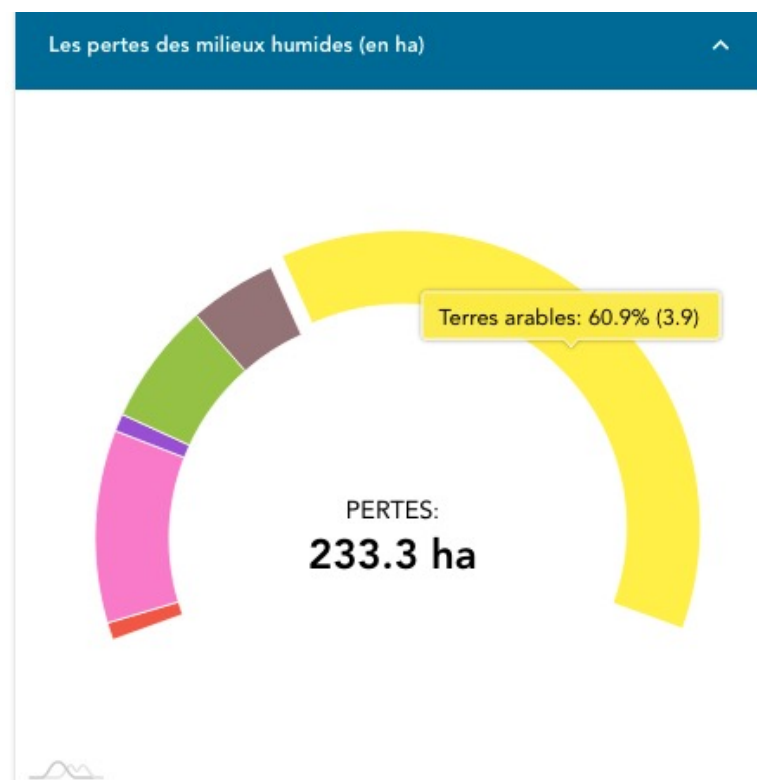 Les pertes des milieux humides (en ha)
Terres arables: 60.9% (3.9)
PERTES:
233.3 ha